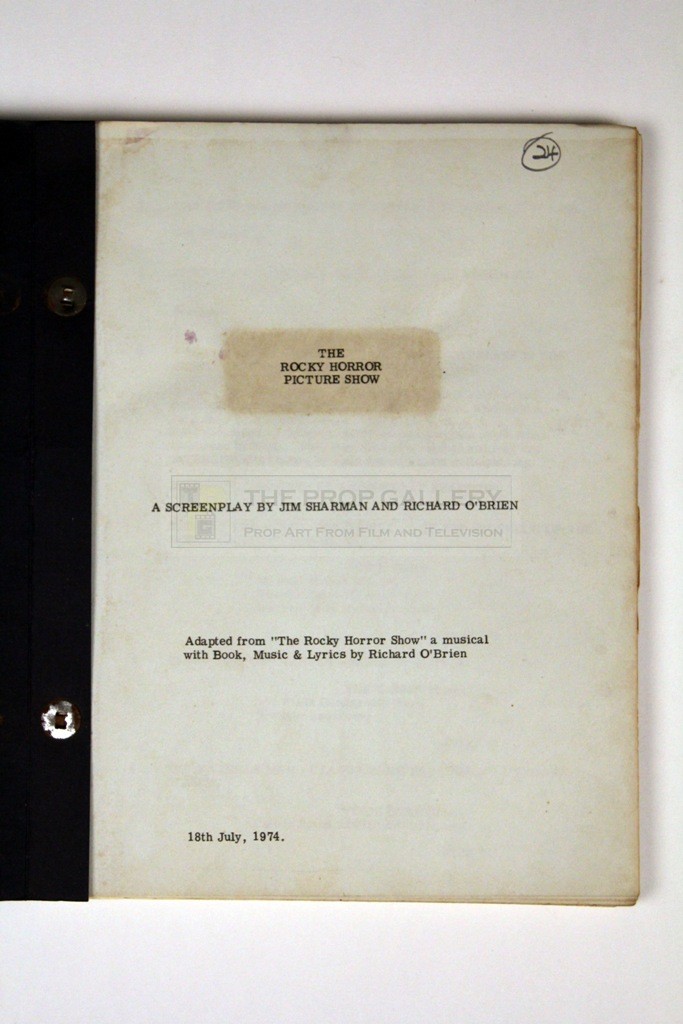 24
THE
ROCKY HORROR
PICTURE SHOW
THE PROP GALLERY
A SCREENPLAY BY JIM SHARMAN AND RICHARD O'BRIEN
PROP ART FROM FILM AND TELEVISION
Adapted from "The Rocky Horror Show" a musical
with Book, Music & Lyrics by Richard O'Brien
18th July, 1974.